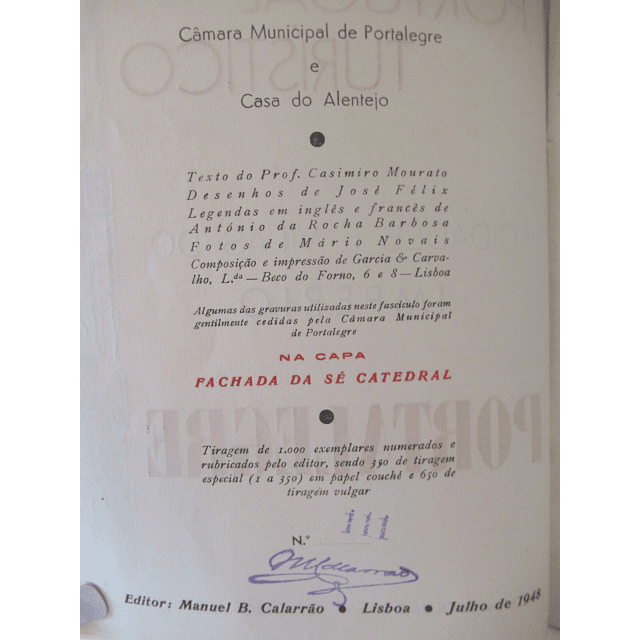 Câmara Municipal de Portalegre
e
Casa do Alentejo
Texto do Prof. Casimiro Mourato
Desenhos de José Félix
Legendas em inglês e francês de
António da Rocha Barbosa
Fotos de Mário Novais
Composição e impressão de Garcia & Carva-
lho, L.da — Beco do Forno, 6 e 8 — Lisboa
Algumas das gravuras utilizadas neste fascículo foram
gentilmente cedidas pela Câmara Municipal
de Portalegre
NA CAPA
FACHADA DA SÉ CATEDRAL
Tiragem de 1.000 exemplares numerados e
rubricados pelo editor, sendo 350 de tiragem
especial (1 a 350) em papel couché e 650 de
tiragem vulgar
N.º
Editor: Manuel B. Calarrão • Lisboa • Julho de 1948